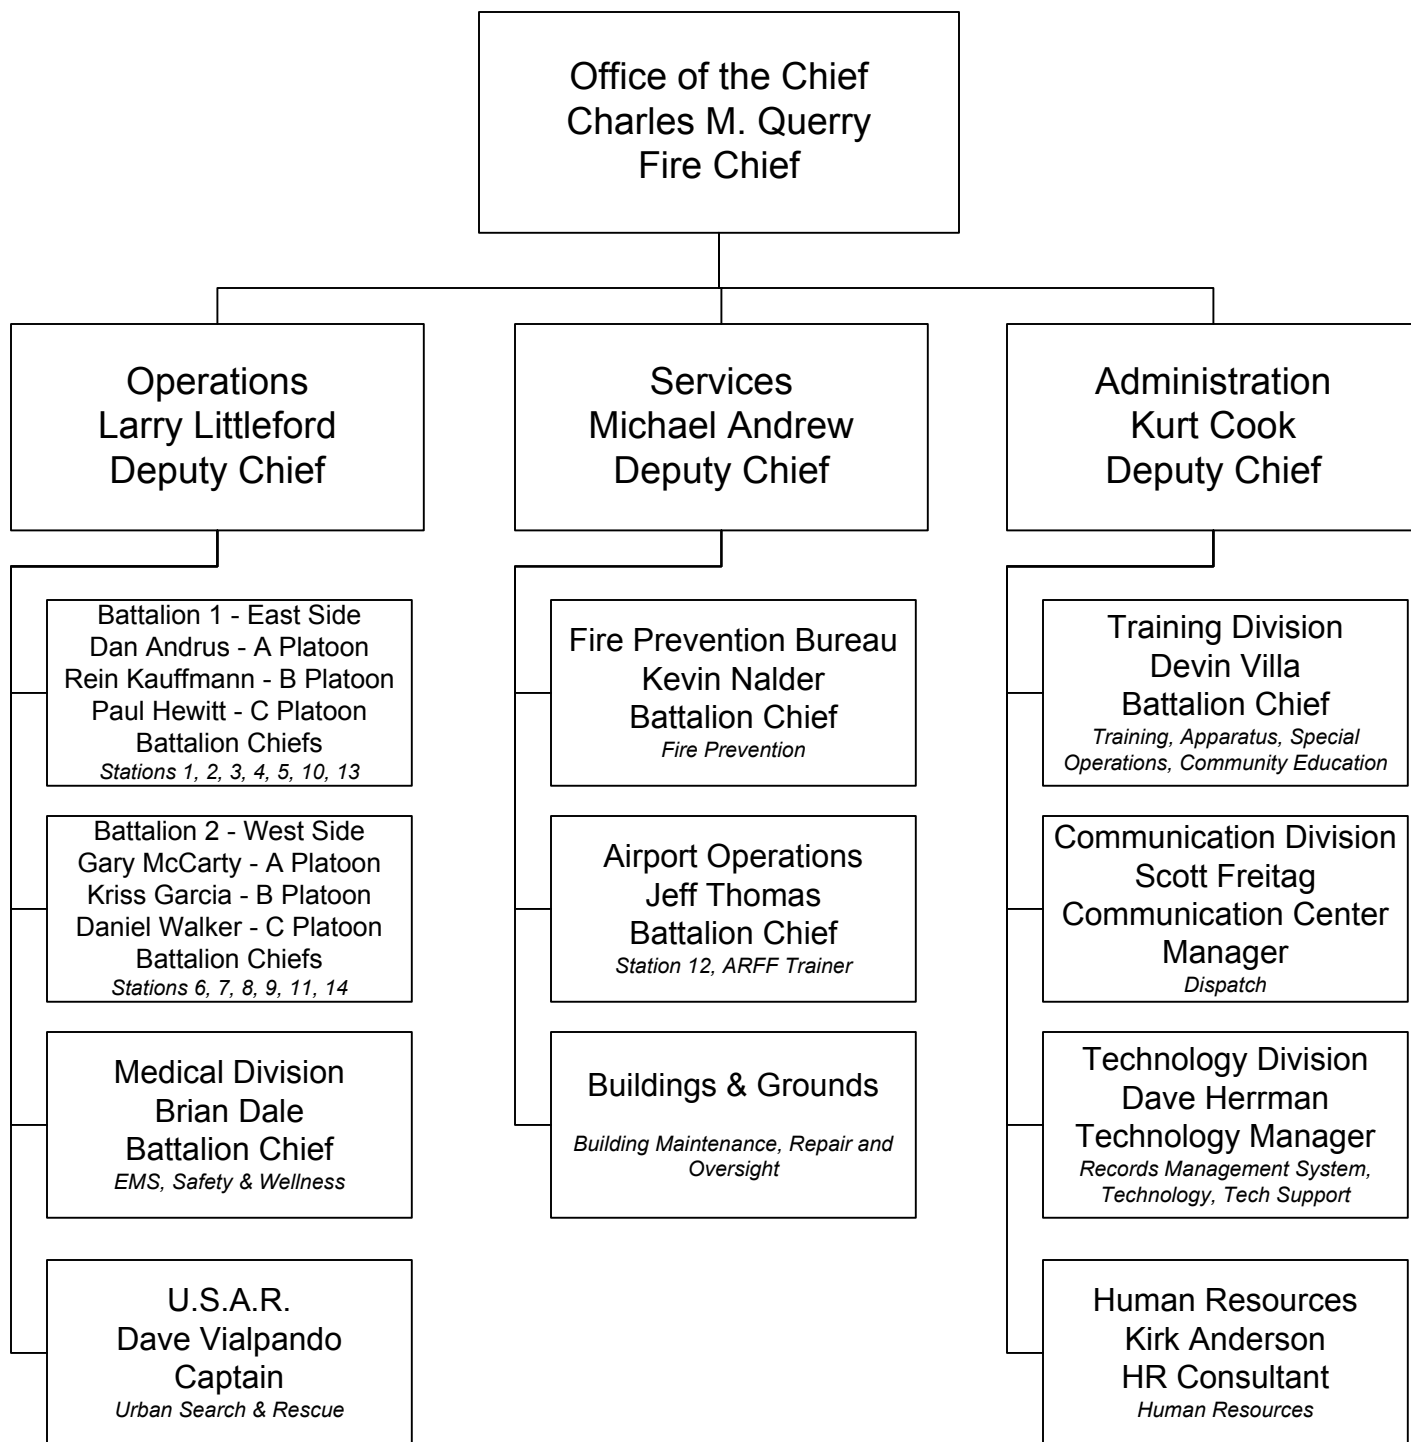 Office of the Chief
Charles M. Querry
Fire Chief
Operations
Larry Littleford
Deputy Chief
Services
Michael Andrew
Deputy Chief
Administration
Kurt Cook
Deputy Chief
Battalion 1 - East Side
Dan Andrus - A Platoon
Rein Kauffmann - B Platoon
Paul Hewitt - C Platoon
Battalion Chiefs
Stations 1, 2, 3, 4, 5, 10, 13
Fire Prevention Bureau
Kevin Nalder
Battalion Chief
Fire Prevention
Training Division
Devin Villa
Battalion Chief
Training, Apparatus, Special
Operations, Community Education
Battalion 2 - West Side
Gary McCarty - A Platoon
Kriss Garcia - B Platoon
Daniel Walker - C Platoon
Battalion Chiefs
Stations 6, 7, 8, 9, 11, 14
Airport Operations
Jeff Thomas
Battalion Chief
Station 12, ARFF Trainer
Communication Division
Scott Freitag
Communication Center
Manager
Dispatch
Medical Division
Brian Dale
Battalion Chief
EMS, Safety & Wellness
Buildings & Grounds
Building Maintenance, Repair and
Oversight
Technology Division
Dave Herrman
Technology Manager
Records Management System,
Technology, Tech Support
U.S.A.R.
Dave Vialpando
Captain
Urban Search & Rescue
Human Resources
Kirk Anderson
HR Consultant
Human Resources